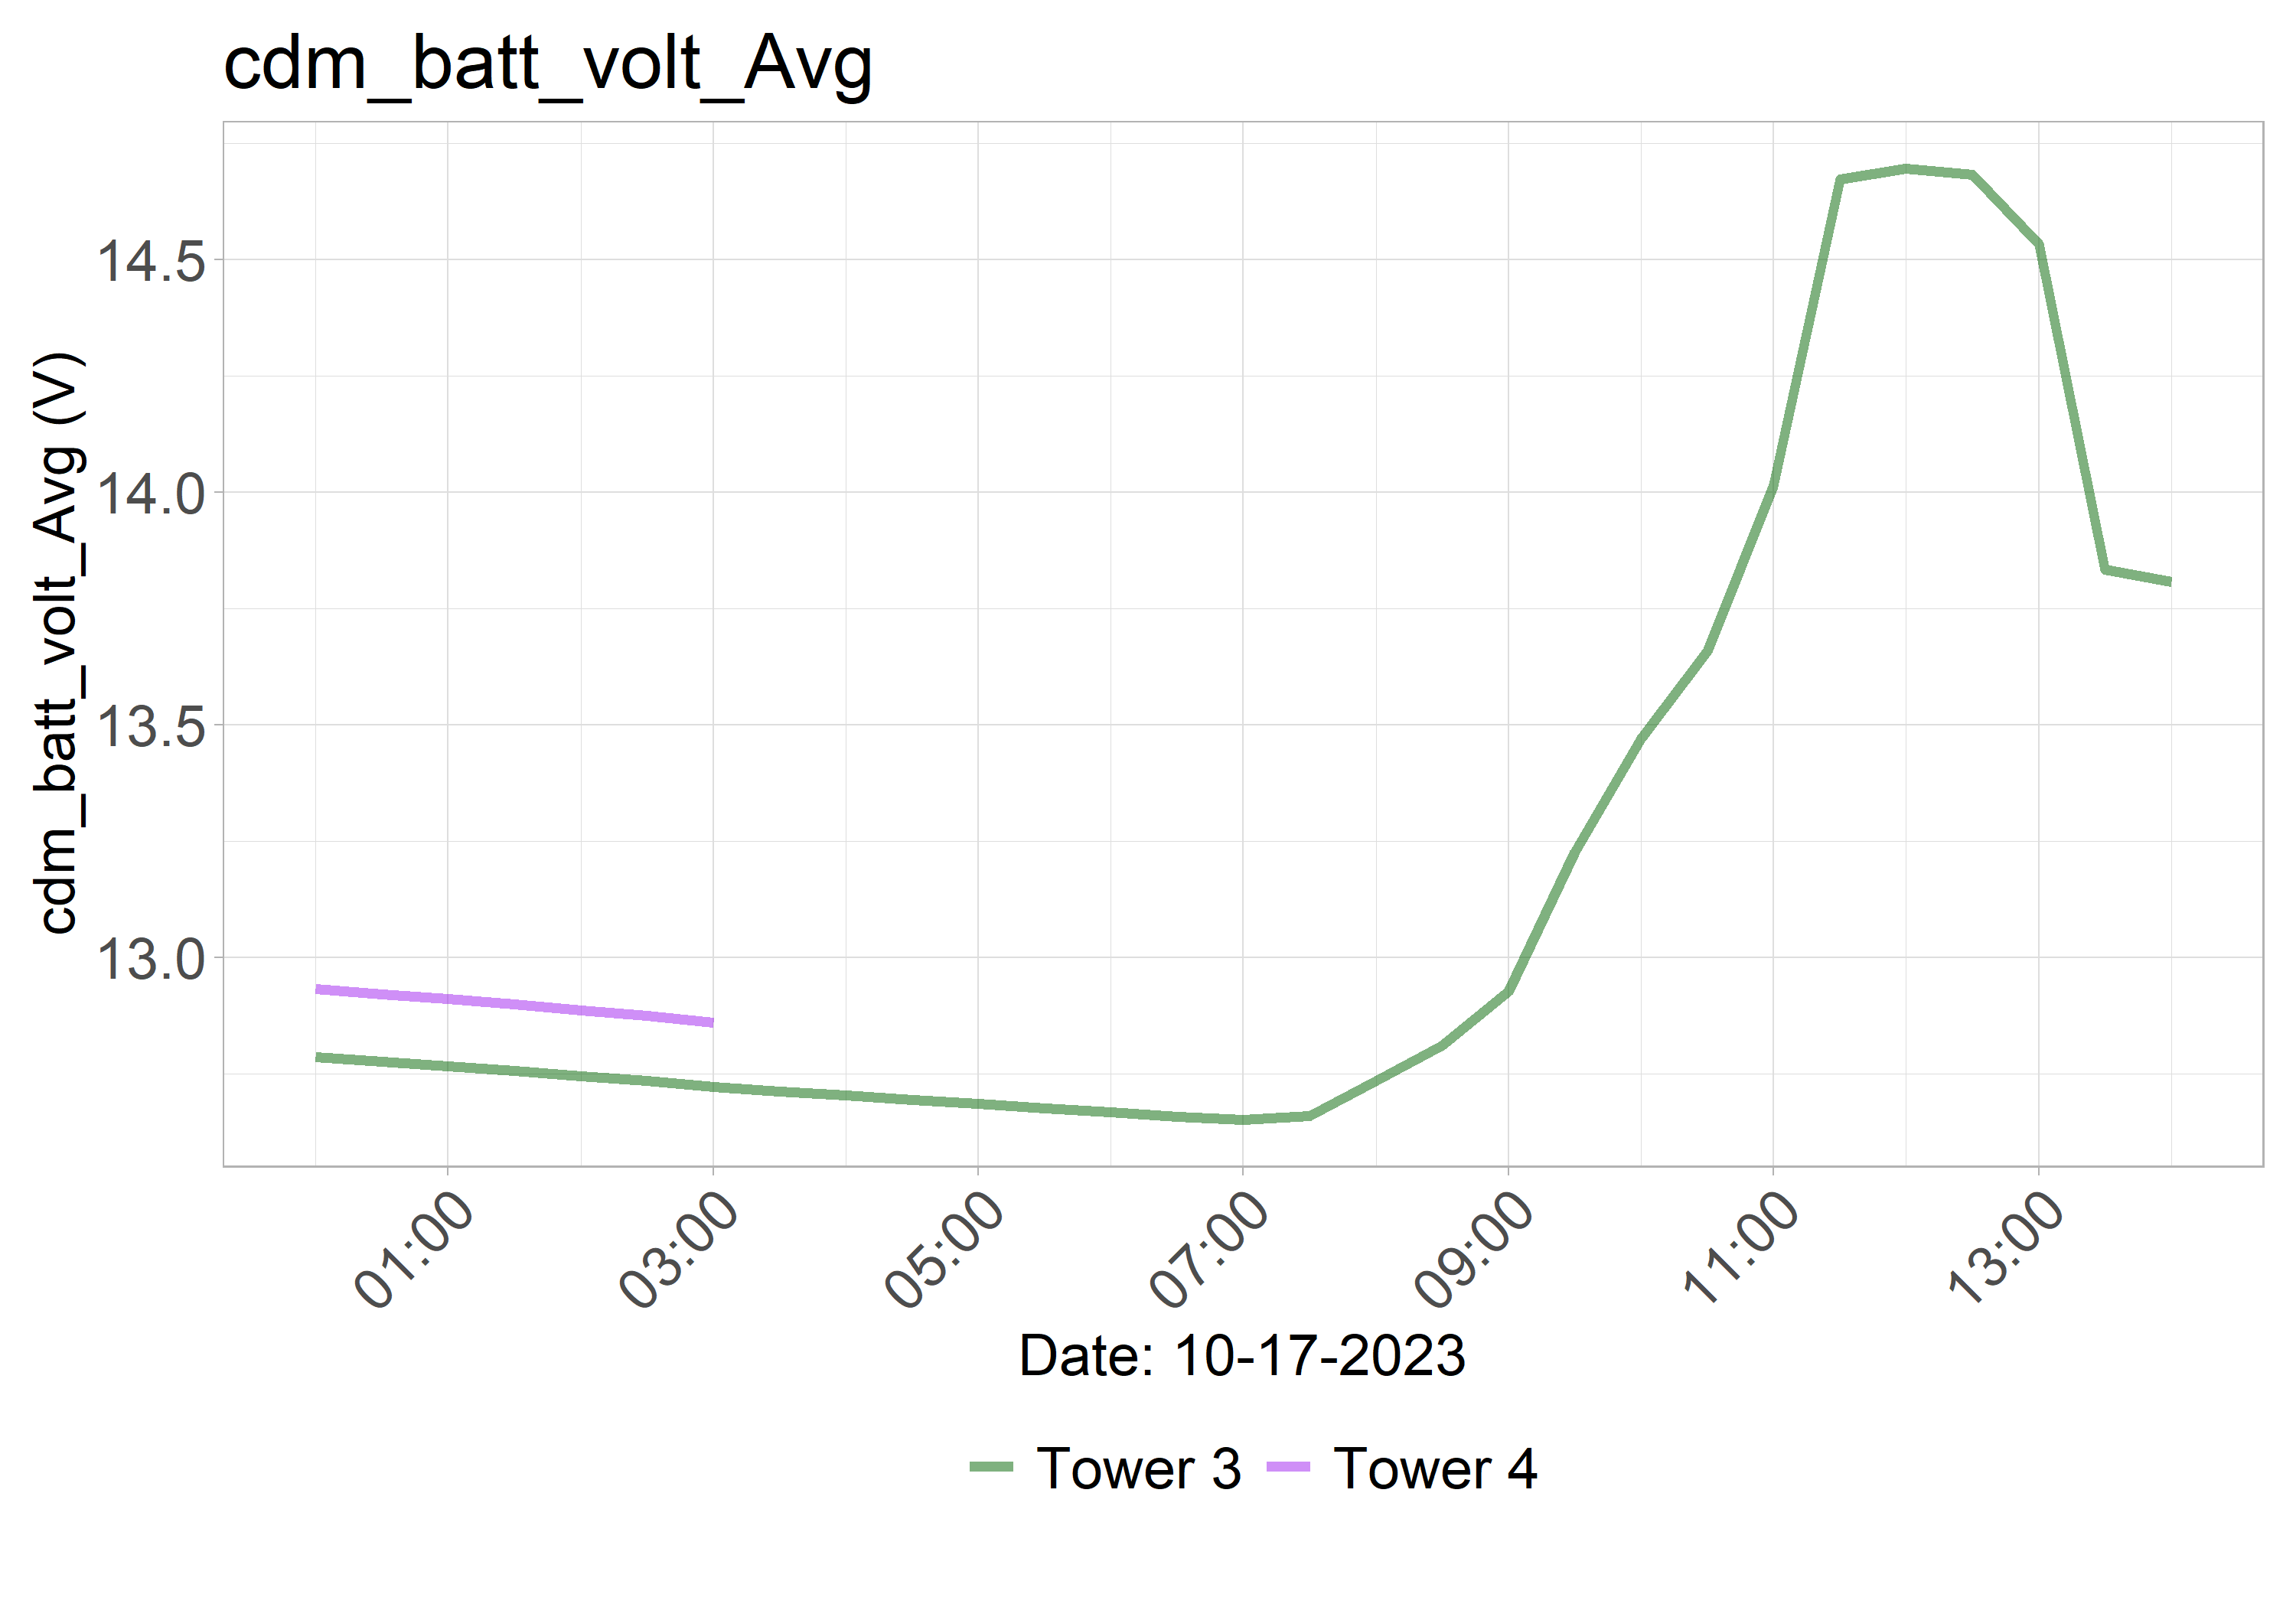 cdm_batt_volt_Avg
cdm_batt_volt_Avg (V)
14.5
14.0
13.5
13.0
01:00 03:00 05:00 07:00 09:00 11:00 13:00
Date: 10-17-2023
Tower 3 Tower 4